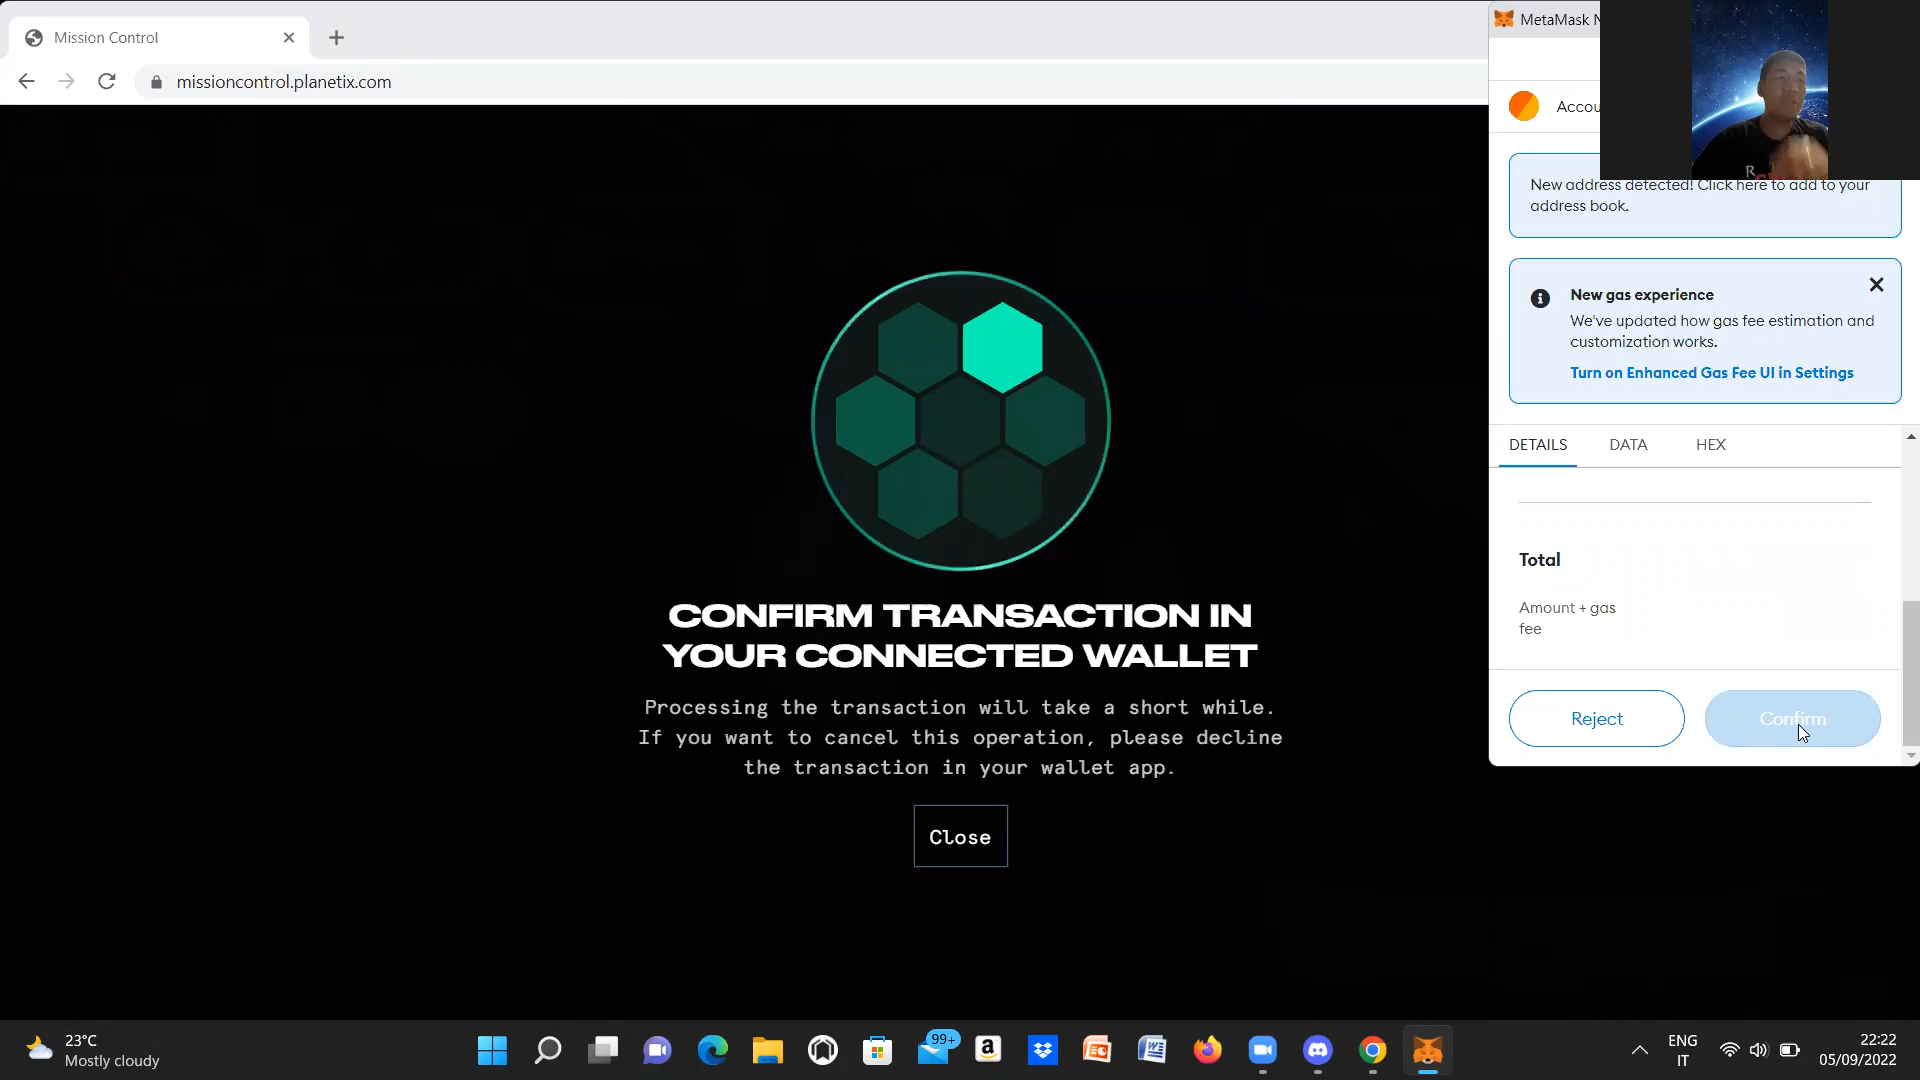 Mission Control
missioncontrol.planetix.com
MetaMask N
Accou
New address detected! Click here to add to your
address book.
New gas experience
We've updated how gas fee estimation and
customization works.
Turn on Enhanced Gas Fee UI in Settings
DETAILS DATA HEX
Total
Amount + gas
fee
Reject Confirm
CONFIRM TRANSACTION IN
YOUR CONNECTED WALLET
Processing the transaction will take a short while.
If you want to cancel this operation, please decline
the transaction in your wallet app.
Close
23°C
Mostly cloudy
99+
ENG
IT
22:22
05/09/2022